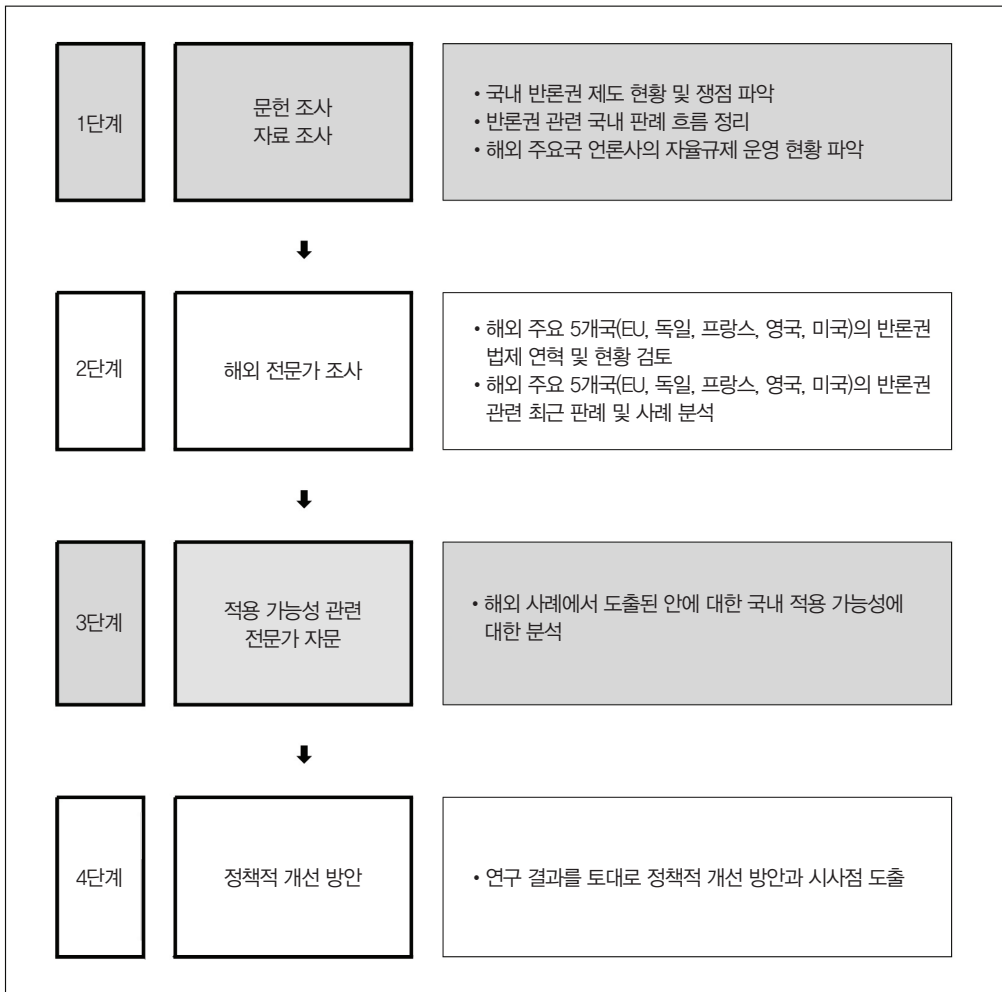 1단계
문헌 조사
자료 조사
• 국내 반론권 제도 현황 및 쟁점 파악
• 반론권 관련 국내 판례 흐름 정리
• 해외 주요국 언론사의 자율규제 운영 현황 파악
⬇
2단계
해외 전문가 조사
• 해외 주요 5개국(EU, 독일, 프랑스, 영국, 미국)의 반론권
법제 연혁 및 현황 검토
• 해외 주요 5개국(EU, 독일, 프랑스, 영국, 미국)의 반론권
관련 최근 판례 및 사례 분석
⬇
3단계
적용 가능성 관련
전문가 자문
• 해외 사례에서 도출된 안에 대한 국내 적용 가능성에
대한 분석
⬇
4단계
정책적 개선 방안
• 연구 결과를 토대로 정책적 개선 방안과 시사점 도출